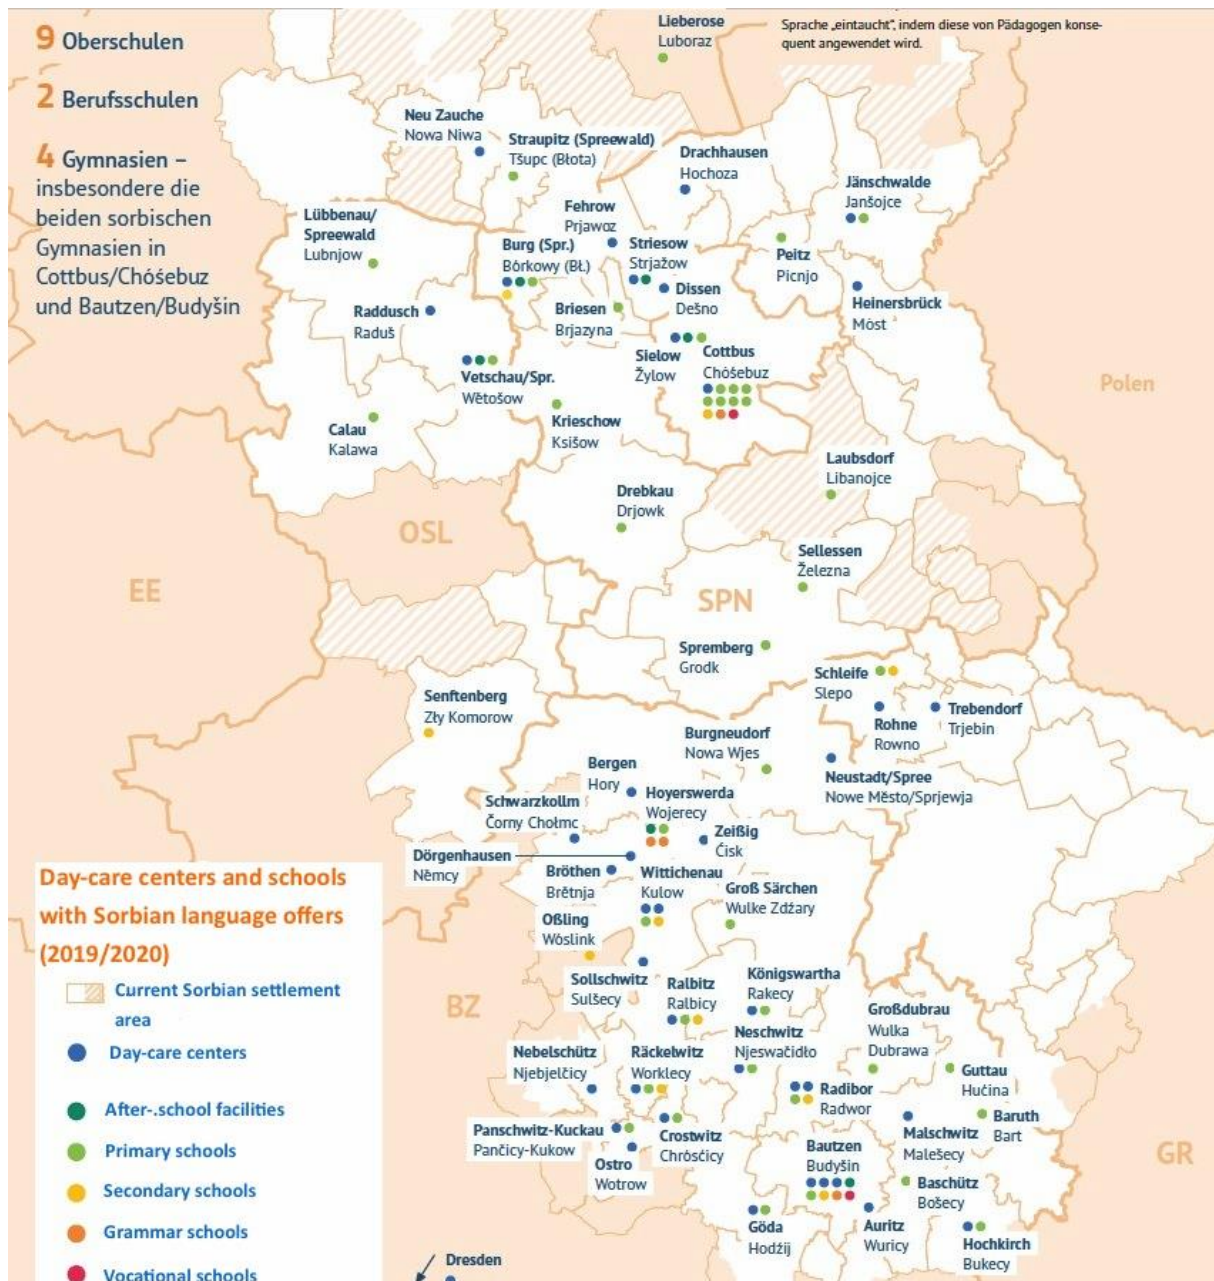 Sprache „eintaucht", indem diese von Pädagogen konse-
quent angewendet wird.
9 Oberschulen
2 Berufsschulen
4 Gymnasien –
insbesondere die
beiden sorbischen
Gymnasien in
Cottbus/Chóśebuz
und Bautzen/Budyšin
Lieberose
Luboraz
Neu Zauche
Nowa Niwa
Straupitz (Spreewald)
Tšupc (Błota)
Drachhausen
Hochoza
Jänschwalde
Janšojce
Lübbenau/
Spreewald
Lubnjow
Fehrow
Prjawoz
Burg (Spr.)
Bórkowy (Bł.)
Striesow
Strjažow
Peitz
Picnjo
Dissen
Dešno
Heinersbrück
Móst
Raddusch
Raduš
Briesen
Brjazyna
Sielow
Žylow
Cottbus
Chóśebuz
Vetschau/Spr.
Wětošow
Polen
Krieschow
Kšišow
Calau
Kalawa
Laubsdorf
Libanojce
Drebkau
Drjowk
OSL
Sellessen
Železna
EE
SPN
Spremberg
Grodk
Schleife
Slepo
Senftenberg
Zły Komorow
Rohne
Rowno
Trebendorf
Trjebin
Burgneudorf
Nowa Wjes
Neustadt/Spree
Nowe Město/Sprjewja
Bergen
Hory
Hoyerswerda
Wojerecy
Schwarzkollm
Čorny Chołmc
Zeißig
Čisk
Dörgenhausen
Němcy
Bröthen
Brětnja
Wittichenau
Kulow
Groß Särchen
Wulke Zdźary
Oßling
Wóslink
Sollschwitz
Sulšecy
Ralbitz
Ralbicy
Königswartha
Rakecy
BZ
Großdubrau
Wulka
Dubrawa
Neschwitz
Njeswačidło
Nebelschütz
Njebjelčicy
Räckelwitz
Worklecy
Guttau
Hućina
Radibor
Radwor
Baruth
Bart
Panschwitz-Kuckau
Pančicy-Kukow
Crostwitz
Chrósćicy
Malschwitz
Malešecy
Ostro
Wotrow
Bautzen
Budyšin
GR
Baschütz
Bošecy
Göda
Hodźij
Auritz
Wuricy
Hochkirch
Bukecy
Dresden
Day-care centers and schools
with Sorbian language offers
(2019/2020)
Current Sorbian settlement
area
Day-care centers
After-.school facilities
Primary schools
Secondary schools
Grammar schools
Vocational schools